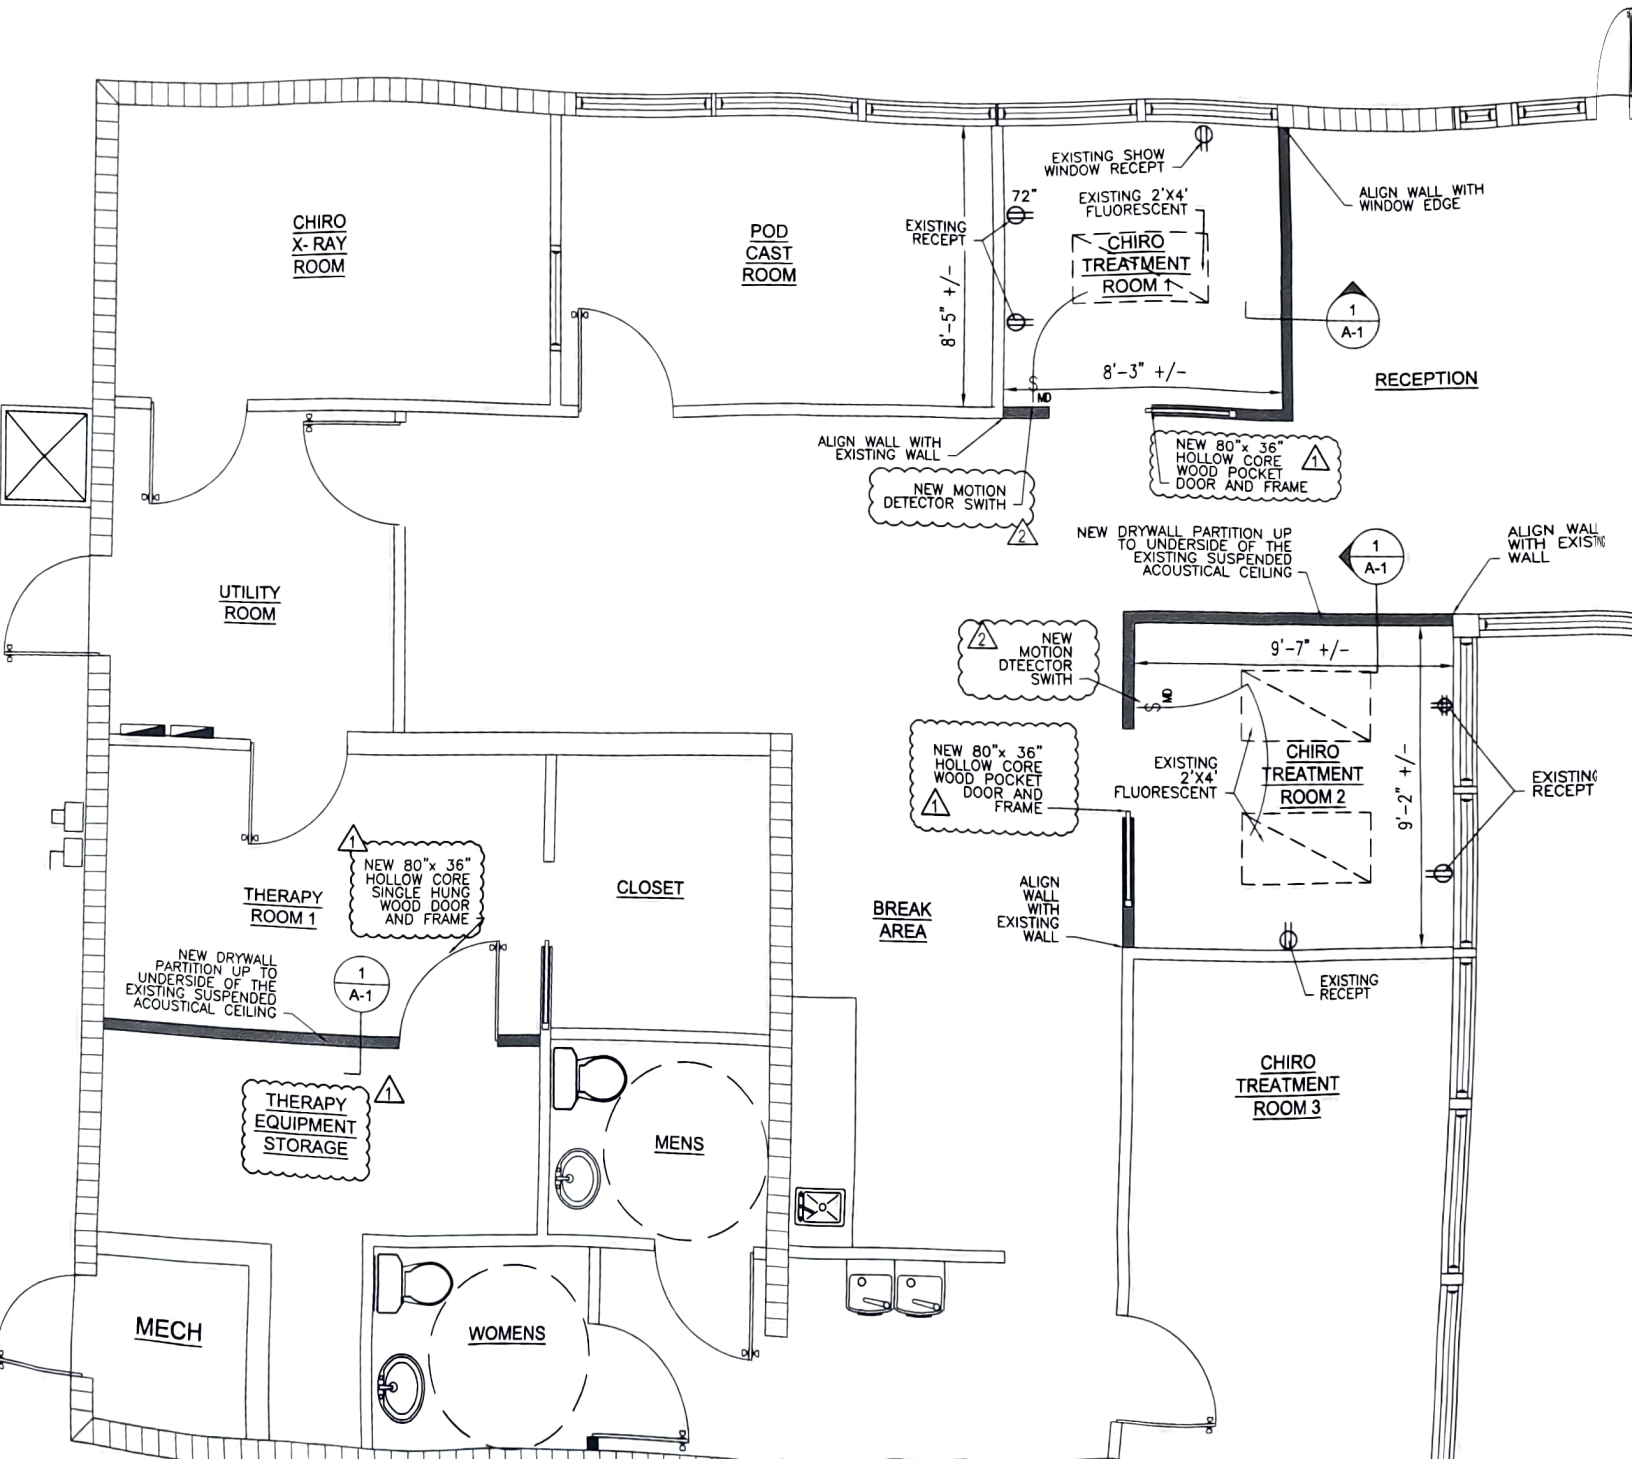 CHIRO
X- RAY
ROOM
POD
CAST
ROOM
8'-5" +/-
EXISTING SHOW
WINDOW RECEPT
72"
EXISTING 2'X4'
FLUORESCENT
EXISTING
RECEPT
CHIRO
TREATMENT
ROOM 1
8'-3" +/-
S
MD
ALIGN WALL WITH
WINDOW EDGE
1
A-1
RECEPTION
ALIGN WALL WITH
EXISTING WALL
NEW MOTION
DETECTOR SWITH
2
NEW 80"x 36"
HOLLOW CORE
WOOD POCKET
DOOR AND FRAME
1
NEW DRYWALL PARTITION UP
TO UNDERSIDE OF THE
EXISTING SUSPENDED
ACOUSTICAL CEILING
1
A-1
ALIGN WALL
WITH EXISTING
WALL
UTILITY
ROOM
2
NEW
MOTION
DTEECTOR
SWITH
9'-7" +/-
S
MD
NEW 80"x 36"
HOLLOW CORE
WOOD POCKET
DOOR AND
FRAME
1
EXISTING
2'X4'
FLUORESCENT
CHIRO
TREATMENT
ROOM 2
9'-2" +/-
EXISTING
RECEPT
1
NEW 80"x 36"
HOLLOW CORE
SINGLE HUNG
WOOD DOOR
AND FRAME
THERAPY
ROOM 1
CLOSET
BREAK
AREA
ALIGN
WALL
WITH
EXISTING
WALL
NEW DRYWALL
PARTITION UP TO
UNDERSIDE OF THE
EXISTING SUSPENDED
ACOUSTICAL CEILING
1
A-1
EXISTING
RECEPT
THERAPY
EQUIPMENT
STORAGE
1
MENS
CHIRO
TREATMENT
ROOM 3
MECH
WOMENS